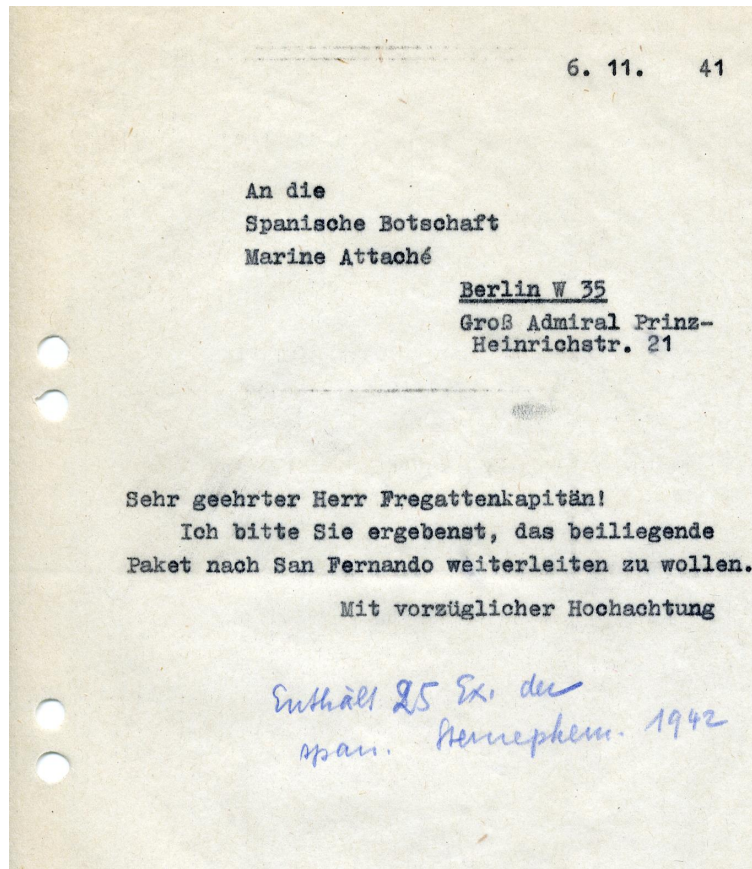 6. 11. 41
An die
Spanische Botschaft
Marine Attaché
Berlin W 35
Groß Admiral Prinz-
Heinrichstr. 21
Sehr geehrter Herr Fregattenkapitän!
Ich bitte Sie ergebenst, das beiliegende
Paket nach San Fernando weiterleiten zu wollen.
Mit vorzüglicher Hochachtung
Enthält 25 Ex. der
span. Sternephem. 1942